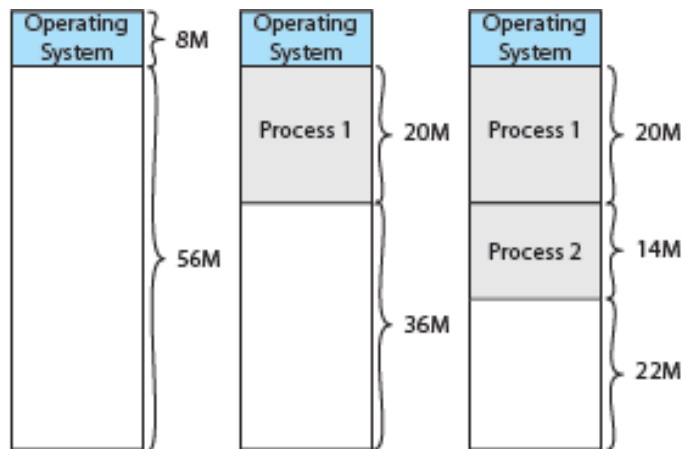 Operating
System
8M
56M
Operating
System
Process 1
20M
36M
Operating
System
Process 1
20M
Process 2
14M
22M